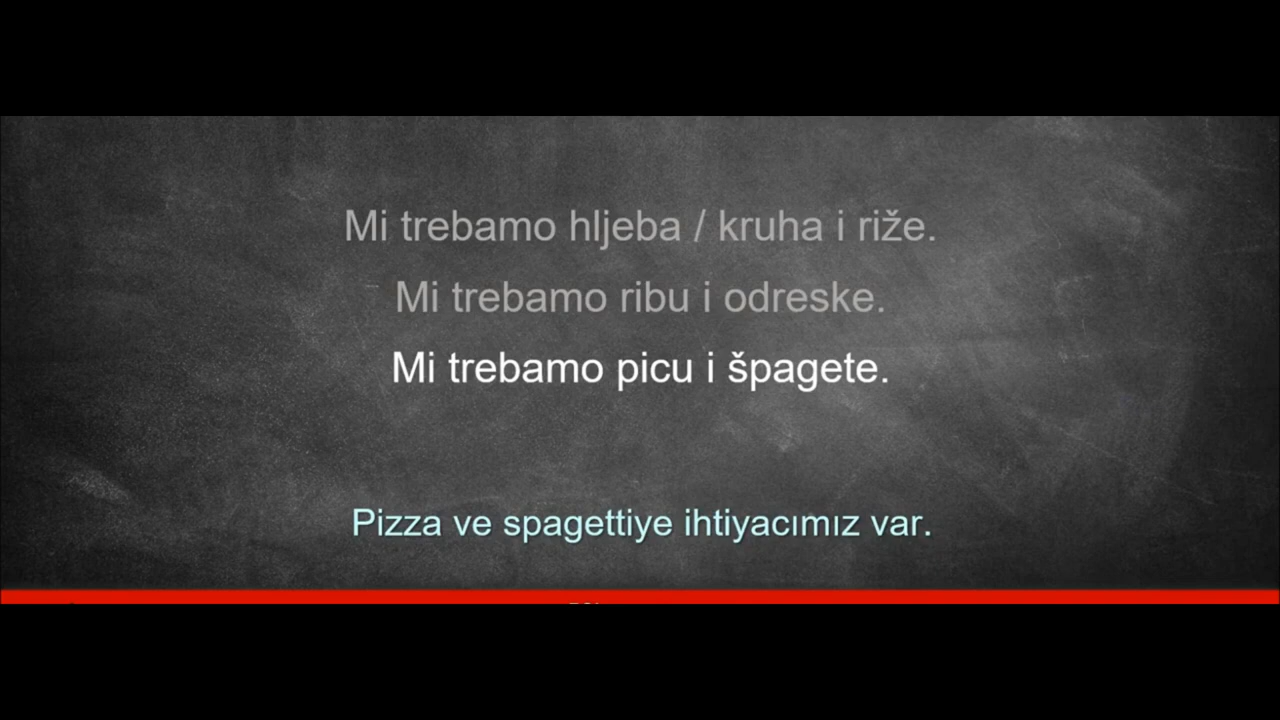 Mi trebamo hljeba / kruha i riže.
Mi trebamo ribu i odreske.
Mi trebamo picu i špagete.
Pizza ve spagettiye ihtiyacımız var.